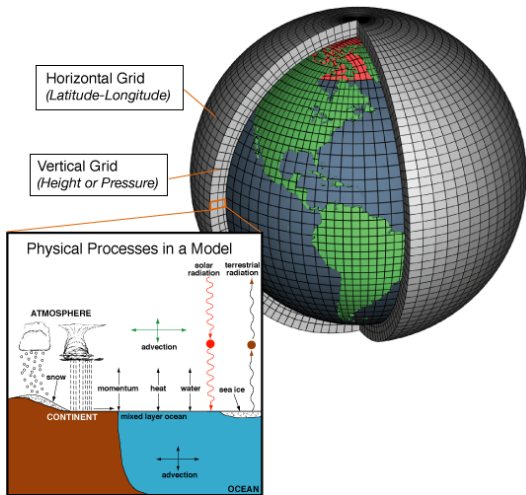 Horizontal Grid
(Latitude-Longitude)
Vertical Grid
(Height or Pressure)
Physical Processes in a Model
solar
radiation
terrestrial
radiation
ATMOSPHERE
advection
snow
momentum
heat
water
sea ice
CONTINENT
mixed layer ocean
advection
OCEAN